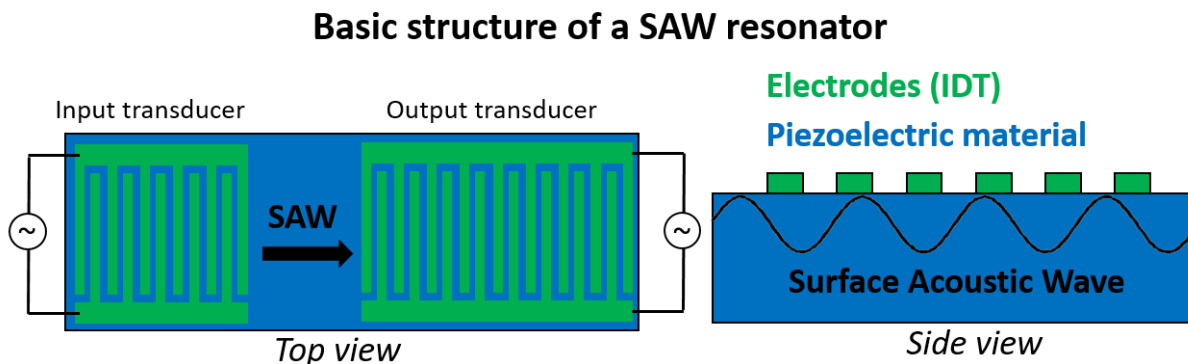 Basic structure of a SAW resonator
Input transducer
Output transducer
~
SAW
~
Top view
Electrodes (IDT)
Piezoelectric material
Surface Acoustic Wave
Side view